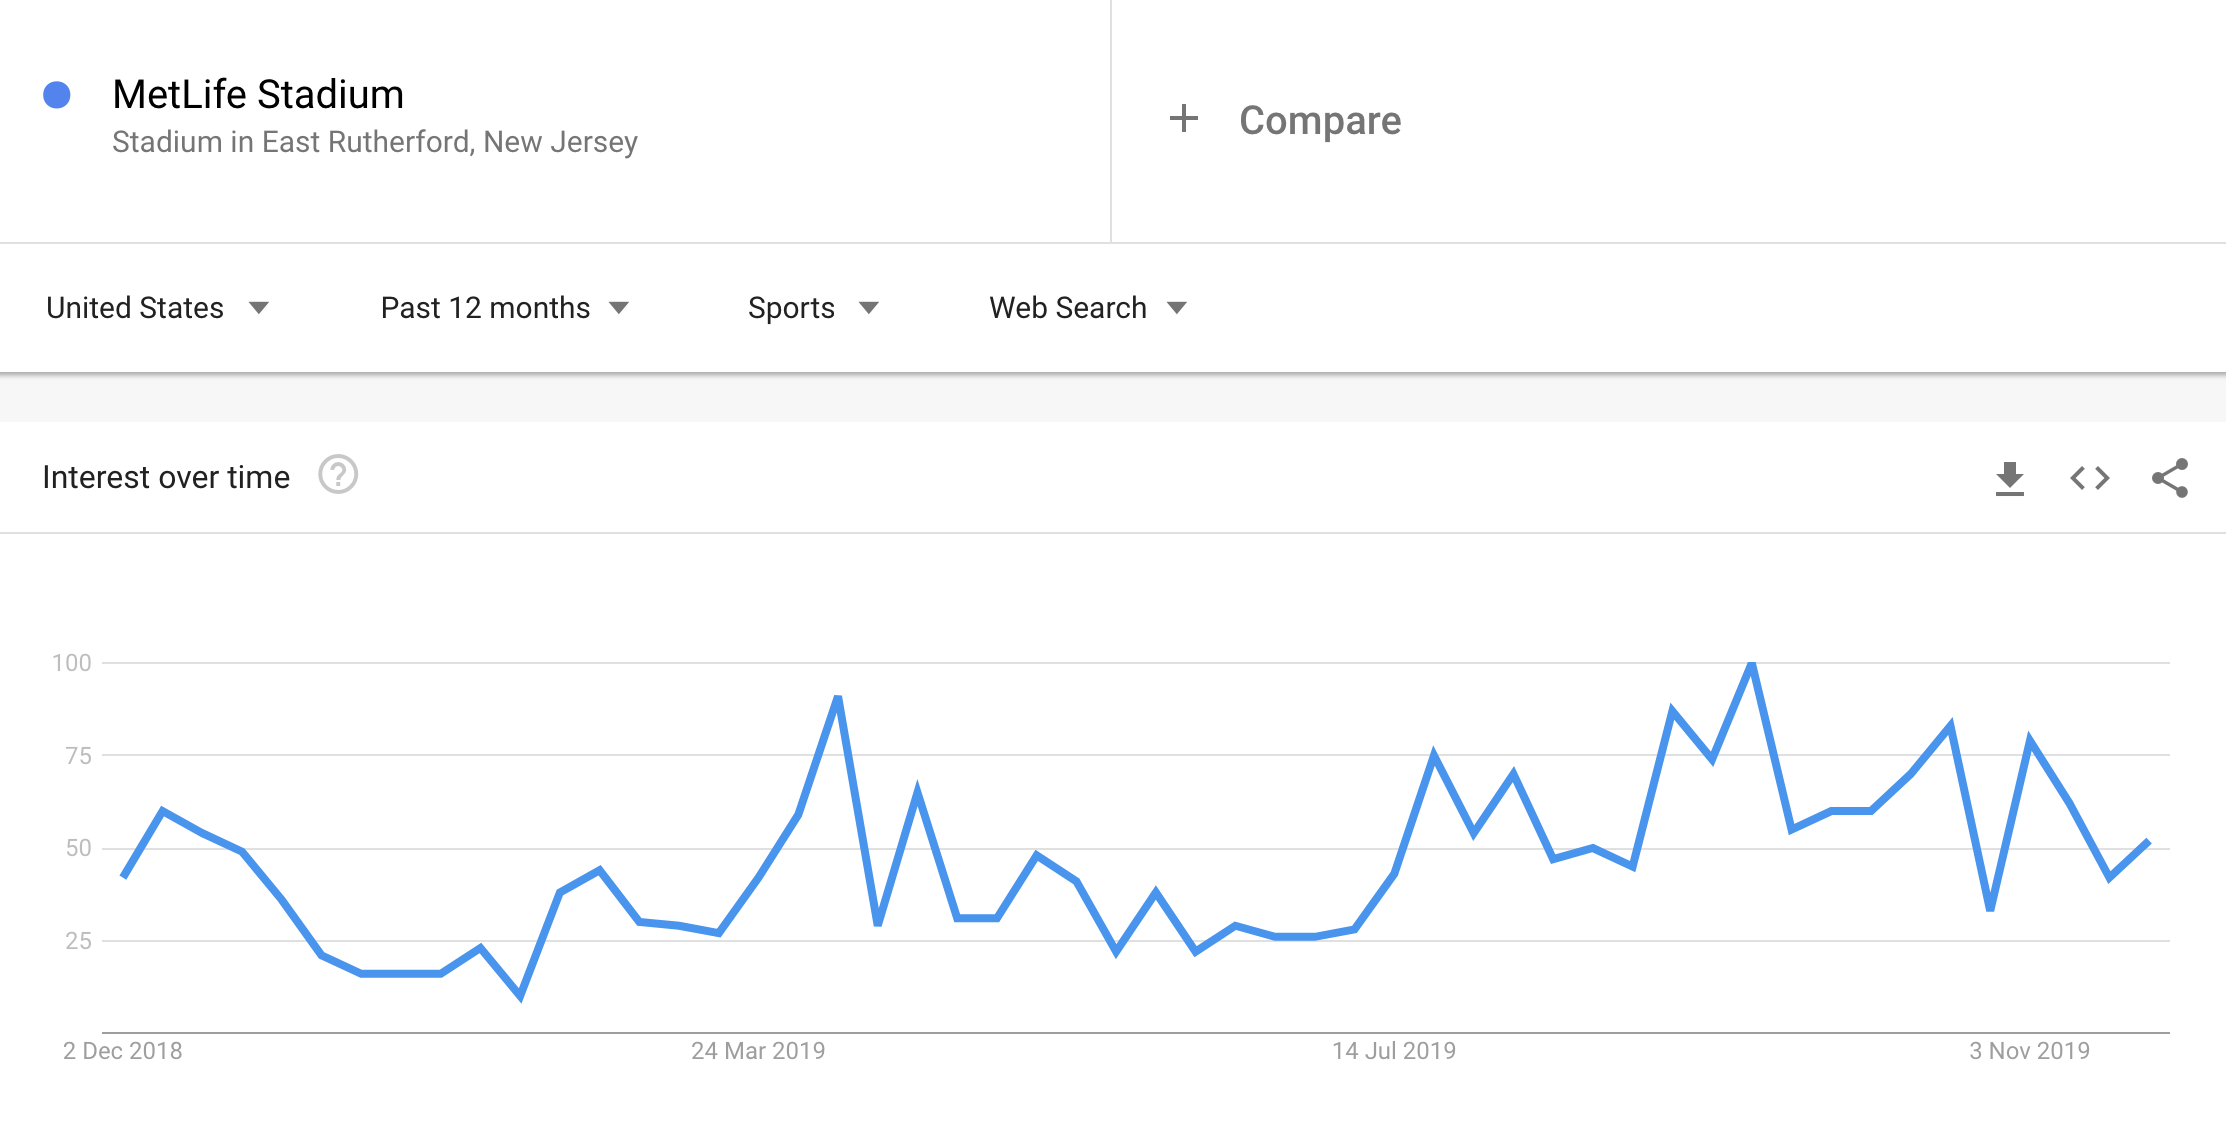 MetLife Stadium
Stadium in East Rutherford, New Jersey
+ Compare
United States
Past 12 months
Sports
Web Search
Interest over time ?
100
75
50
25
2 Dec 2018
24 Mar 2019
14 Jul 2019
3 Nov 2019